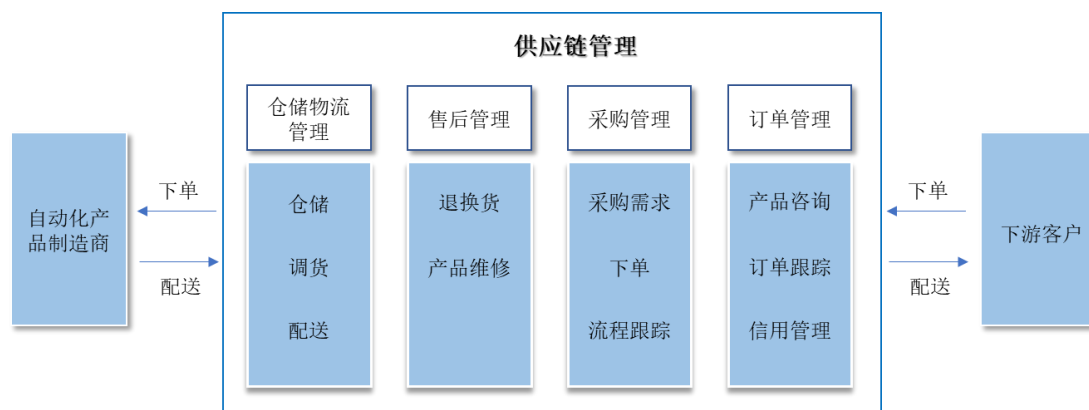 供应链管理
仓储物流
管理
售后管理
采购管理
订单管理
自动化产
品制造商
下单
配送
仓储
调货
配送
退换货
产品维修
采购需求
下单
流程跟踪
产品咨询
订单跟踪
信用管理
下单
配送
下游客户